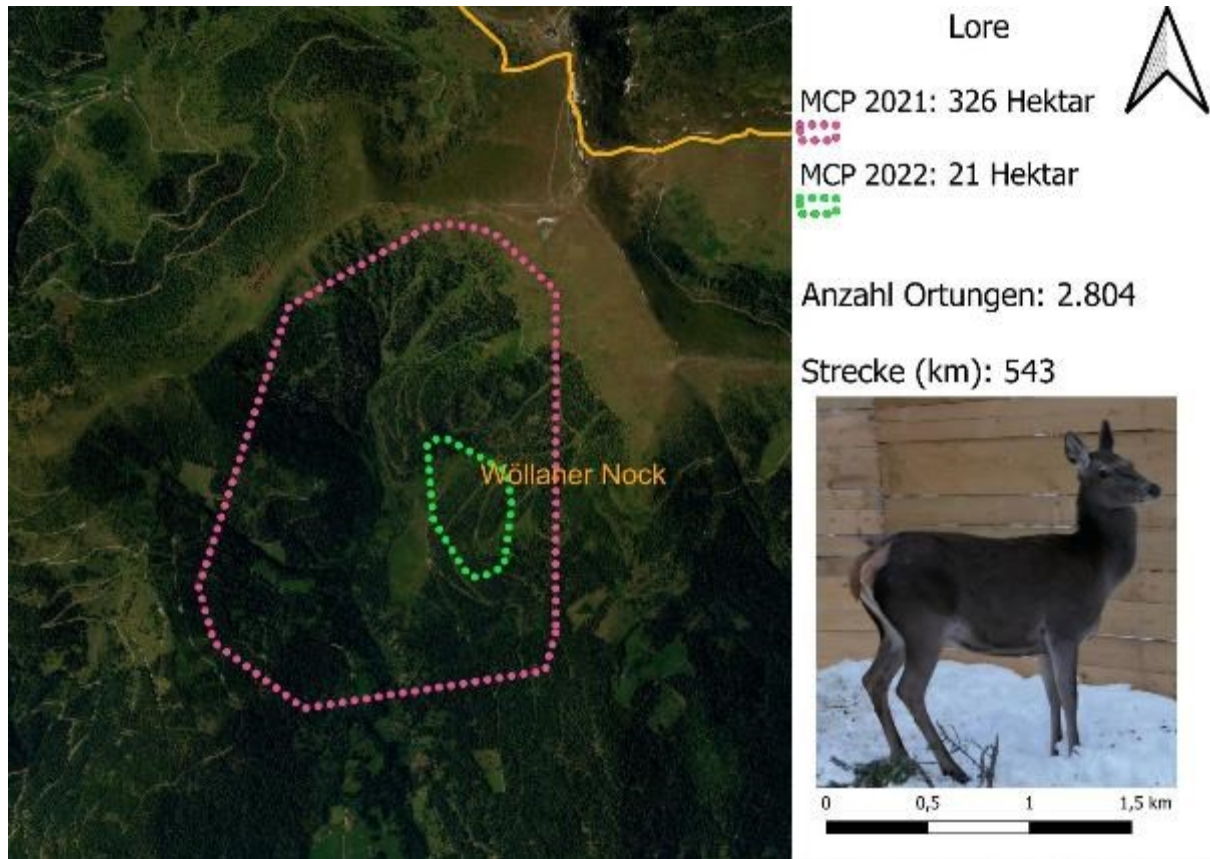 Lore
MCP 2021: 326 Hektar
MCP 2022: 21 Hektar
Anzahl Ortungen: 2.804
Strecke (km): 543
Wöllaner Nock
0 0,5 1 1,5 km